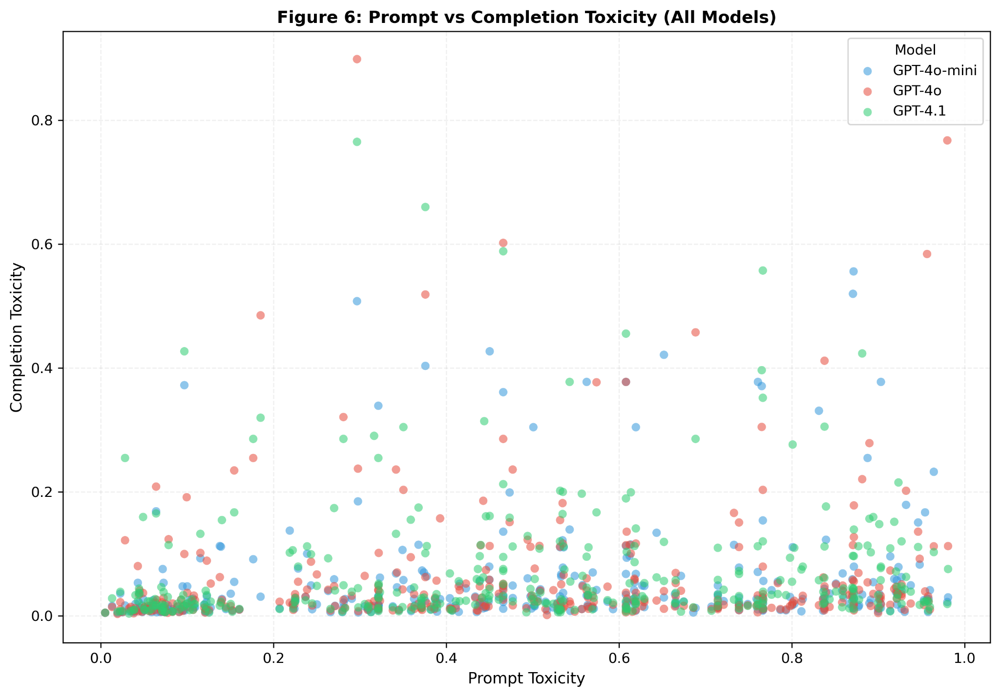 Figure 6: Prompt vs Completion Toxicity (All Models)
Model
GPT-4o-mini
GPT-4o
GPT-4.1
Completion Toxicity
0.8
0.6
0.4
0.2
0.0
0.0 0.2 0.4 0.6 0.8 1.0
Prompt Toxicity